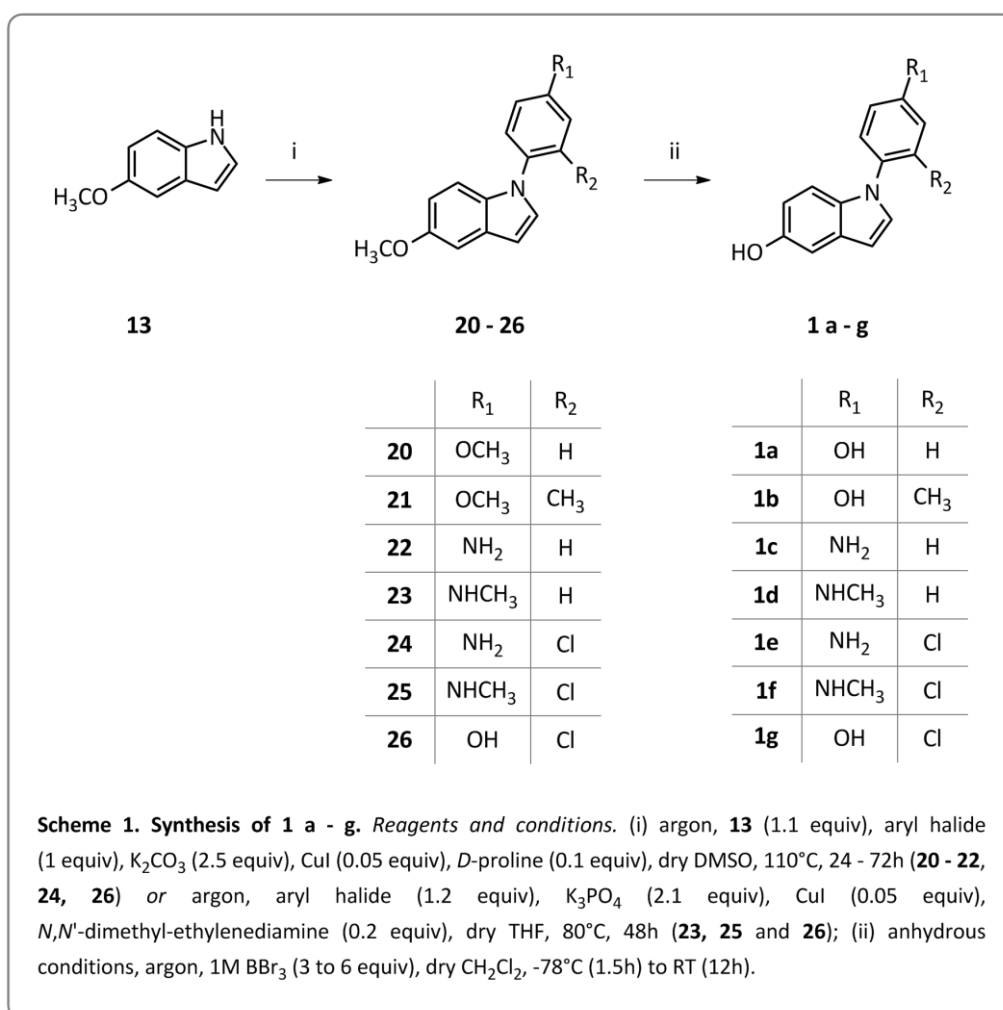 H
N
H₃CO
i
R₁
R₂
N
H₃CO
ii
R₁
R₂
N
HO
13
20 - 26
1 a - g
R₁ R₂
20 OCH₃ H
21 OCH₃ CH₃
22 NH₂ H
23 NHCH₃ H
24 NH₂ Cl
25 NHCH₃ Cl
26 OH Cl
R₁ R₂
1a OH H
1b OH CH₃
1c NH₂ H
1d NHCH₃ H
1e NH₂ Cl
1f NHCH₃ Cl
1g OH Cl
Scheme 1. Synthesis of 1 a - g. Reagents and conditions. (i) argon, 13 (1.1 equiv), aryl halide
(1 equiv), K₂CO₃ (2.5 equiv), CuI (0.05 equiv), D-proline (0.1 equiv), dry DMSO, 110°C, 24 - 72h (20 - 22,
24, 26) or argon, aryl halide (1.2 equiv), K₃PO₄ (2.1 equiv), CuI (0.05 equiv),
N,N'-dimethyl-ethylenediamine (0.2 equiv), dry THF, 80°C, 48h (23, 25 and 26); (ii) anhydrous
conditions, argon, 1M BBr₃ (3 to 6 equiv), dry CH₂Cl₂, -78°C (1.5h) to RT (12h).